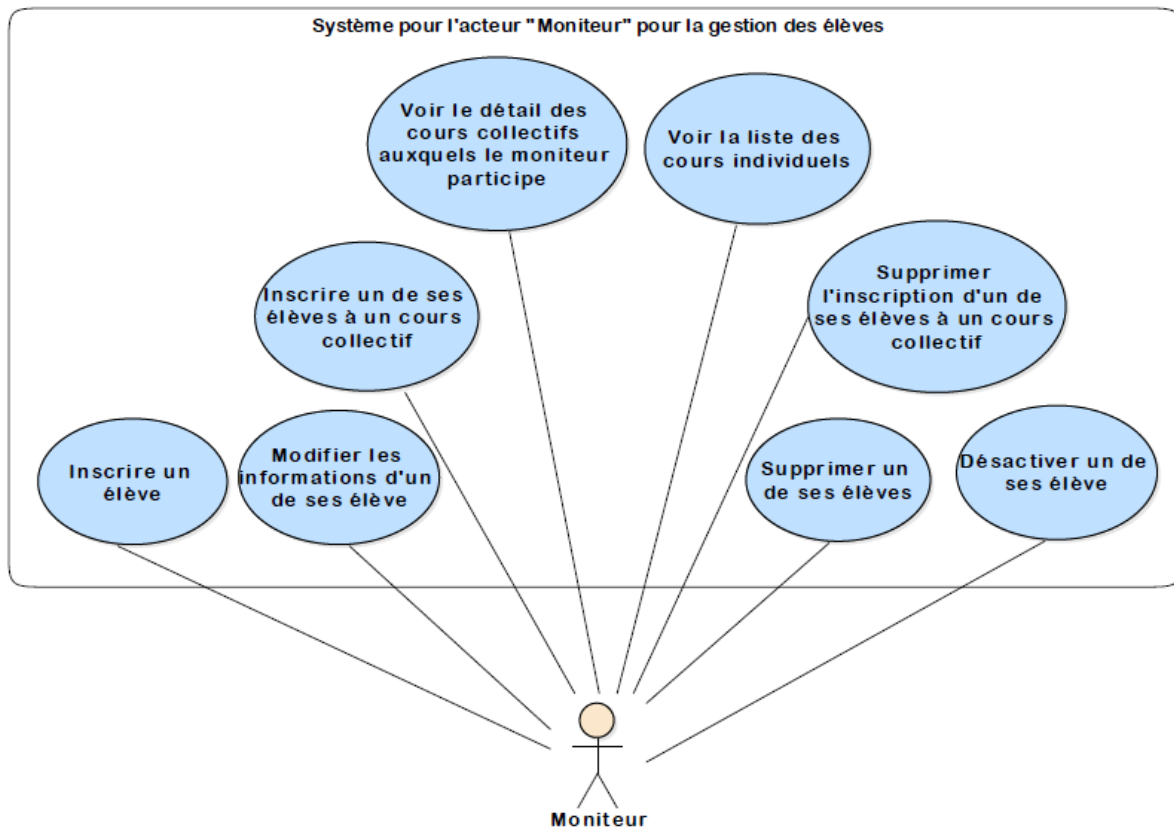 Système pour l'acteur "Moniteur" pour la gestion des élèves
Voir le détail des
cours collectifs
auxquels le moniteur
participe
Voir la liste des
cours individuels
Inscrire un de ses
élèves à un cours
collectif
Supprimer
l'inscription d'un de
ses élèves à un cours
collectif
Inscrire un
élève
Modifier les
informations d'un
de ses élève
Supprimer un
de ses élèves
Désactiver un de
ses élève
Moniteur